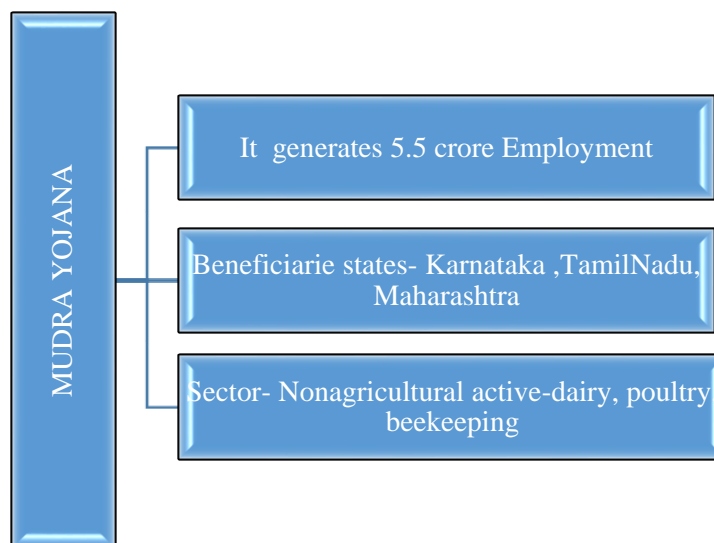 MUDRA YOJANA
It generates 5.5 crore Employment
Beneficiarie states- Karnataka ,TamilNadu,
Maharashtra
Sector- Nonagricultural active-dairy, poultry
beekeeping